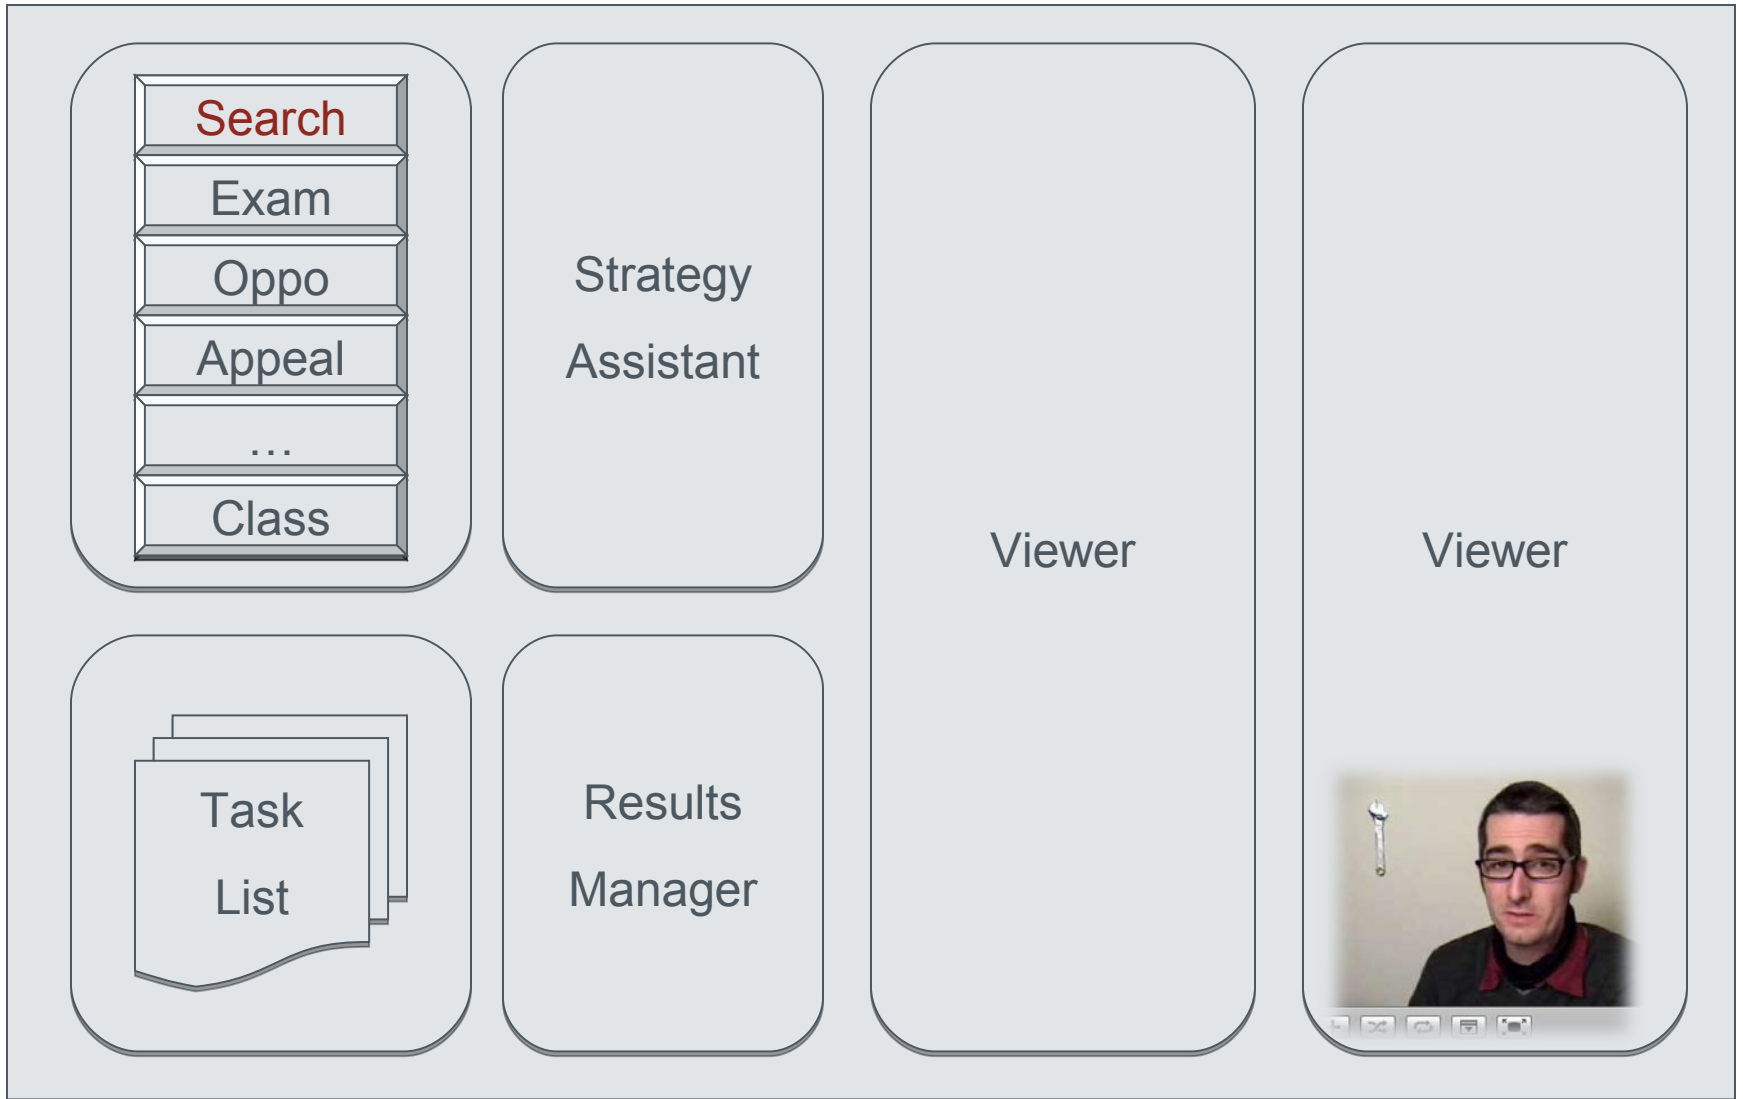 Search
Exam
Oppo
Appeal
…
Class
Strategy
Assistant
Viewer
Viewer
Task
List
Results
Manager